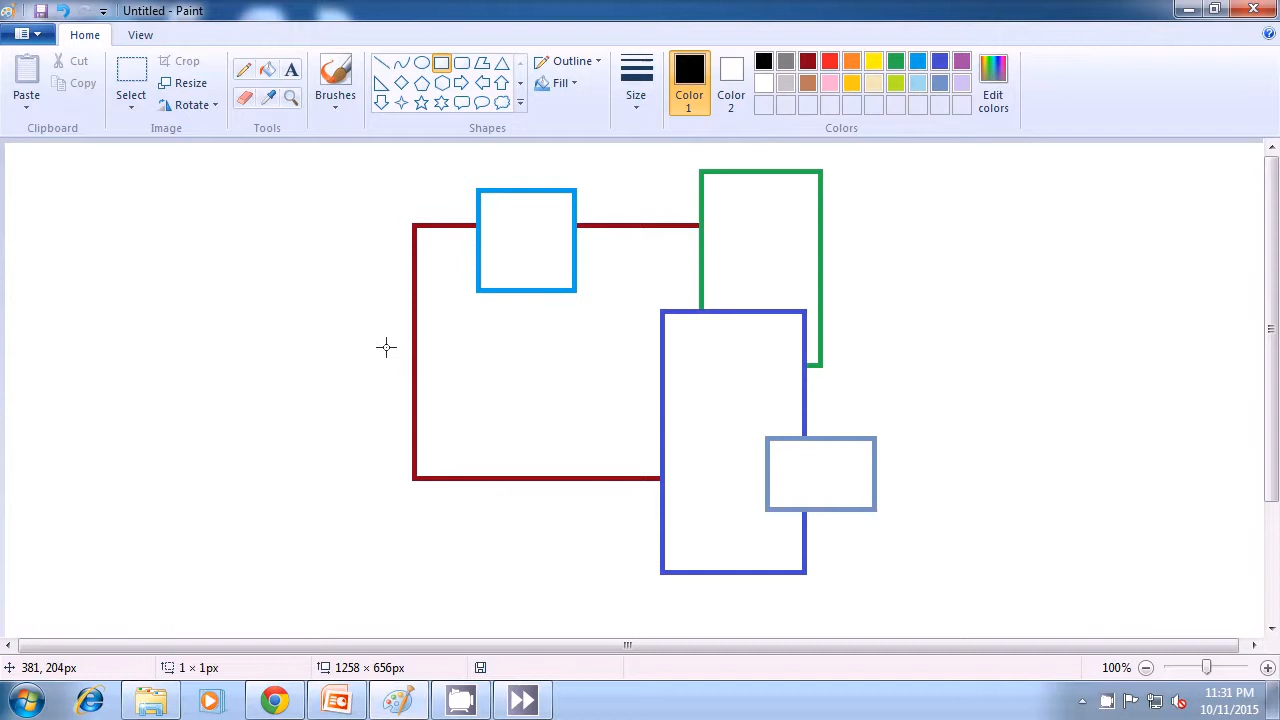 Untitled - Paint
Home
View
Paste
Cut
Copy
Clipboard
Select
Crop
Resize
Rotate
Image
A
Tools
Brushes
Outline
Fill
Shapes
Size
Color
1
Color
2
Edit
colors
Colors
381, 204px
1 × 1px
1258 × 656px
100%
11:31 PM
10/11/2015